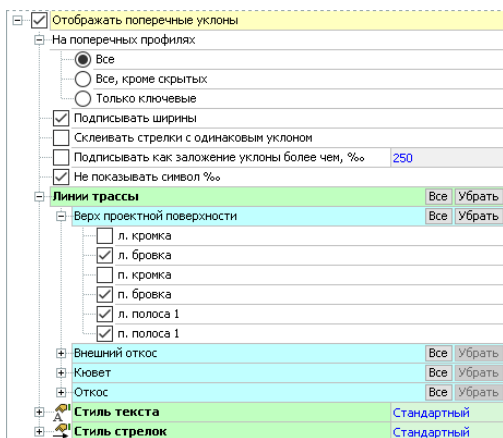 Отображать поперечные уклоны
На поперечных профилях
Все
Все, кроме скрытых
Только ключевые
Подписывать ширины
Склеивать стрелки с одинаковым уклоном
Подписывать как заложение уклоны более чем, ‰ 250
Не показывать символ ‰
Линии трассы Все Убрать
Верх проектной поверхности Все Убрать
л. кромка
л. бровка
п. кромка
п. бровка
л. полоса 1
п. полоса 1
Внешний откос Все Убрать
Кювет Все Убрать
Откос Все Убрать
Стиль текста Стандартный
Стиль стрелок Стандартный